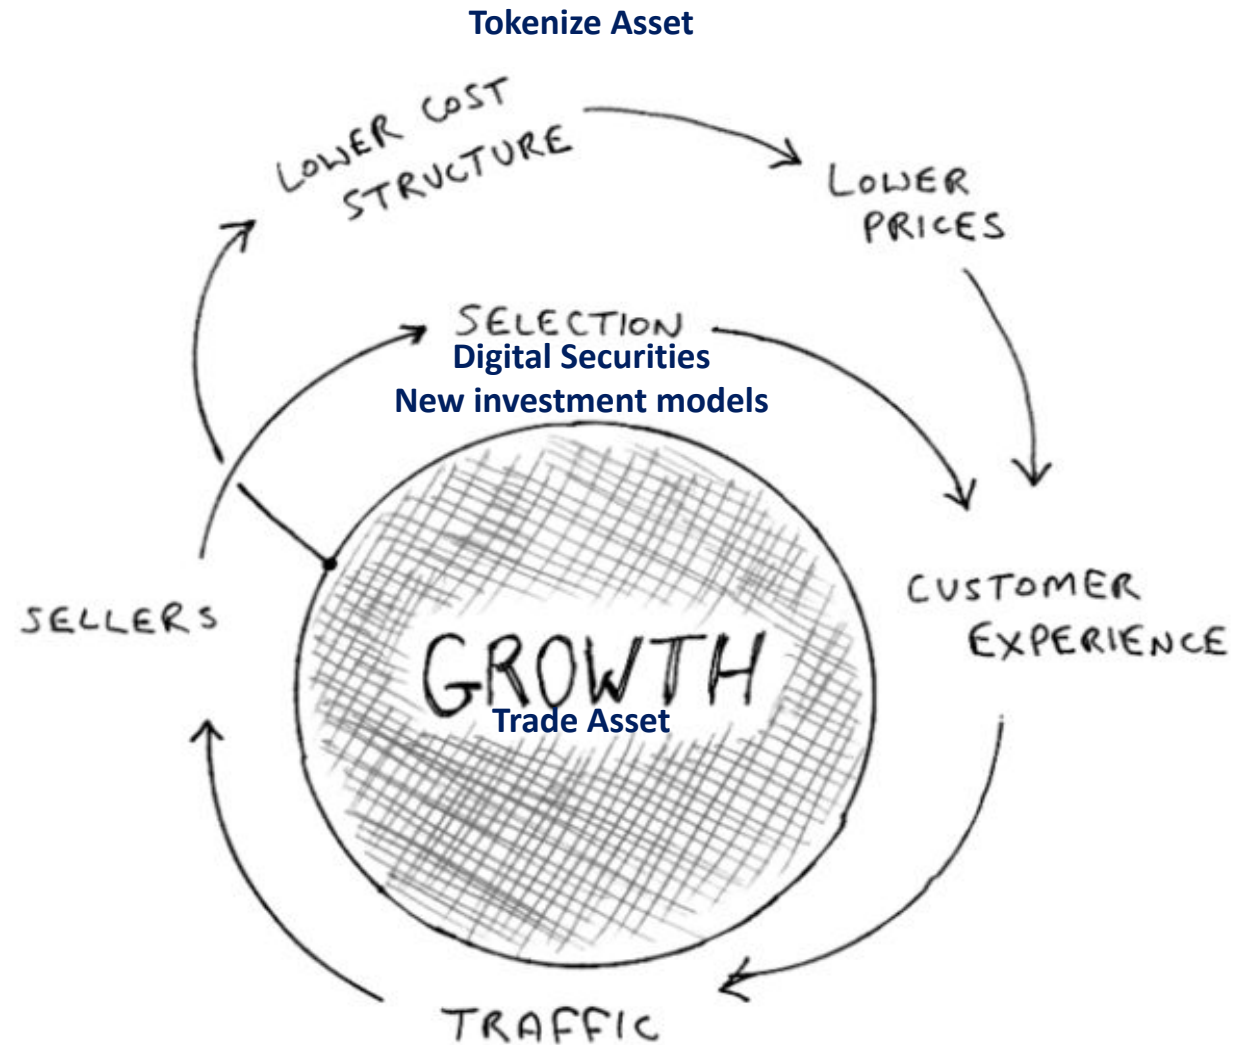 Tokenize Asset
LOWER COST
STRUCTURE
LOWER
PRICES
SELECTION
Digital Securities
New investment models
SELLERS
CUSTOMER
EXPERIENCE
GROWTH
Trade Asset
TRAFFIC